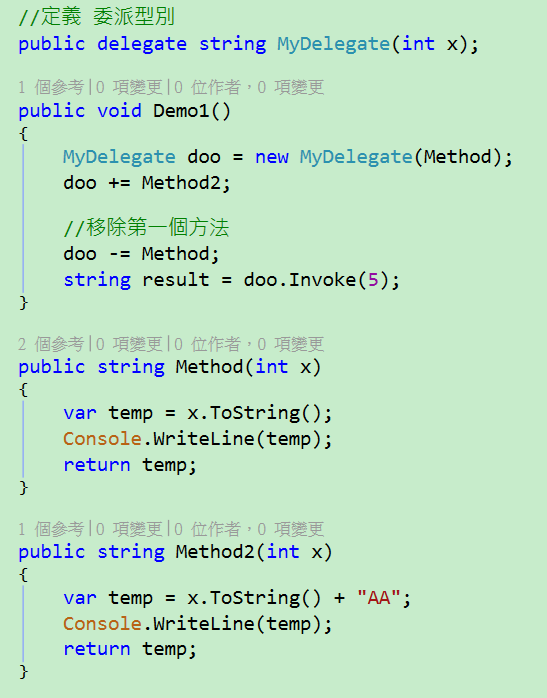 //定義 委派型別
public delegate string MyDelegate(int x);
1 個參考|0 項變更|0 位作者，0 項變更
public void Demo1()
{
MyDelegate doo = new MyDelegate(Method);
doo += Method2;
//移除第一個方法
doo -= Method;
string result = doo.Invoke(5);
}
2 個參考|0 項變更|0 位作者，0 項變更
public string Method(int x)
{
var temp = x.ToString();
Console.WriteLine(temp);
return temp;
}
1 個參考|0 項變更|0 位作者，0 項變更
public string Method2(int x)
{
var temp = x.ToString() + "AA";
Console.WriteLine(temp);
return temp;
}